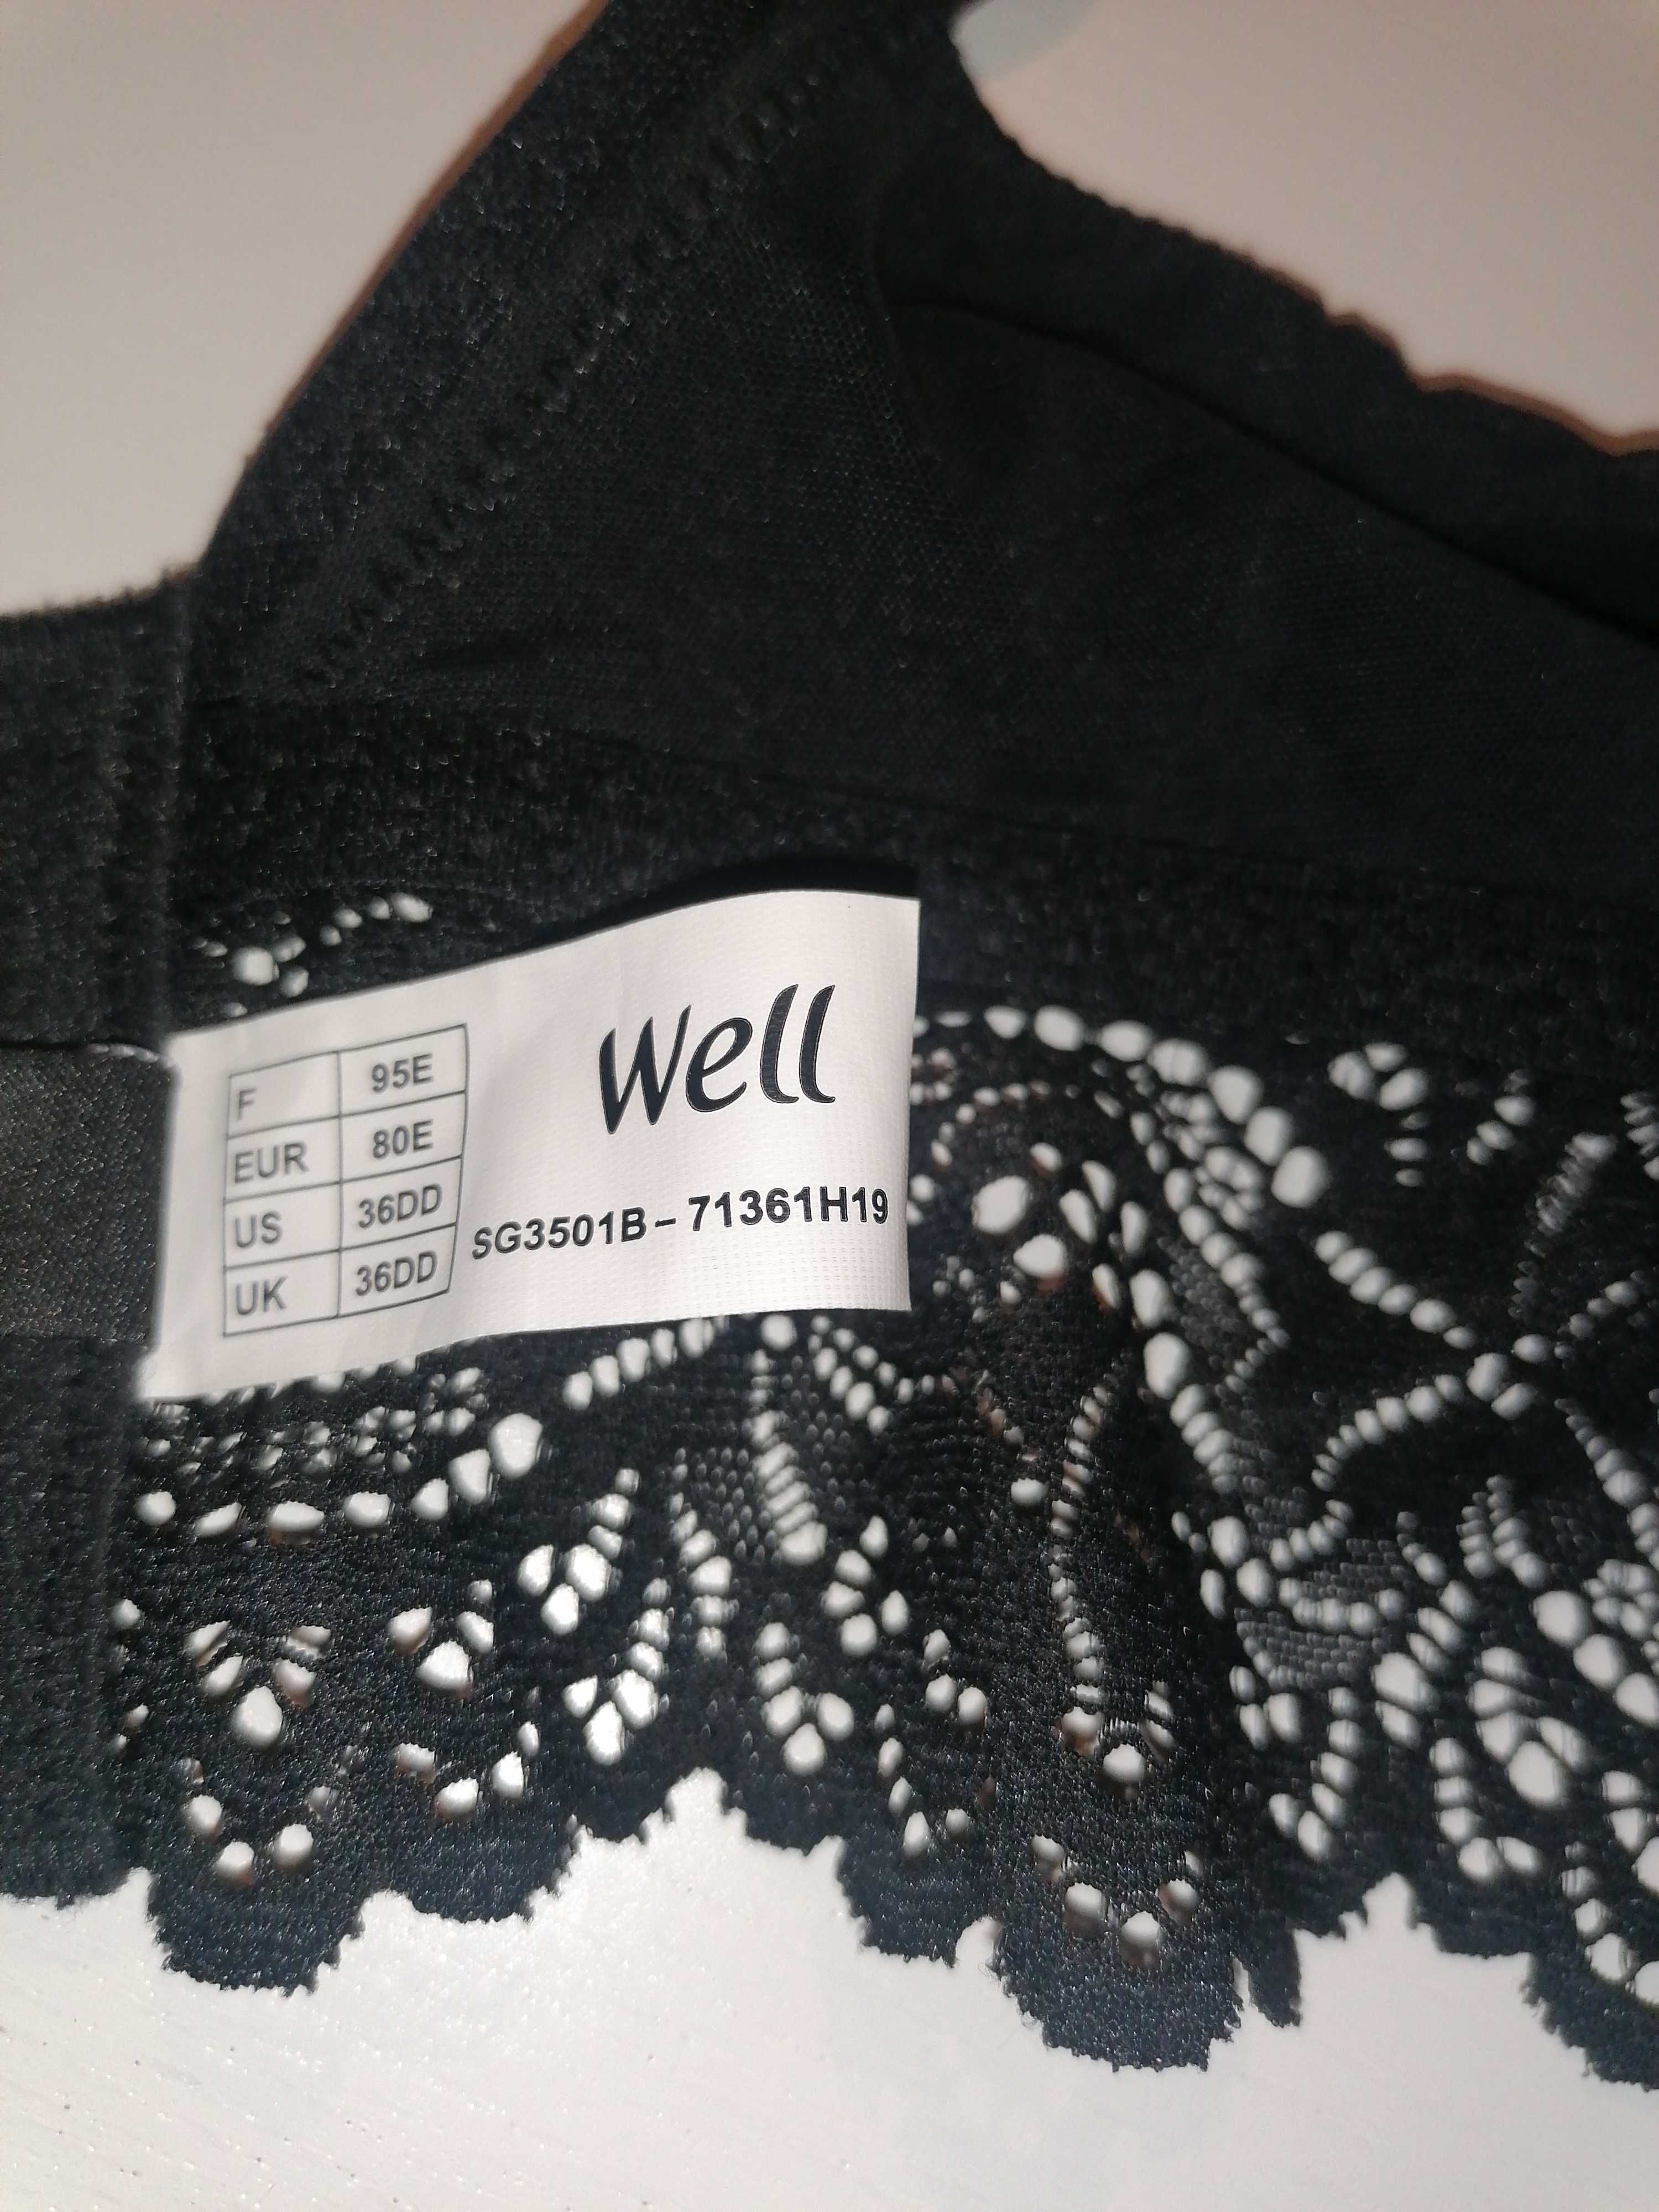 Well
F 95E
EUR 80E
US 36DD
UK 36DD
SG3501B – 71361H19